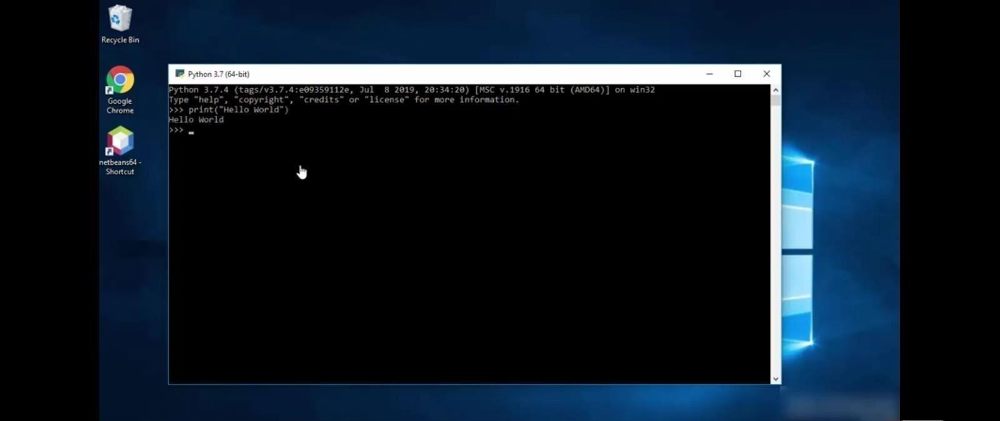 Recycle Bin
Google
Chrome
netbeans64 -
Shortcut
Python 3.7 (64-bit)
Python 3.7.4 (tags/v3.7.4:e09359112e, Jul  8 2019, 20:34:20) [MSC v.1916 64 bit (AMD64)] on win32
Type "help", "copyright", "credits" or "license" for more information.
>>> print("Hello World")
Hello World
>>> _